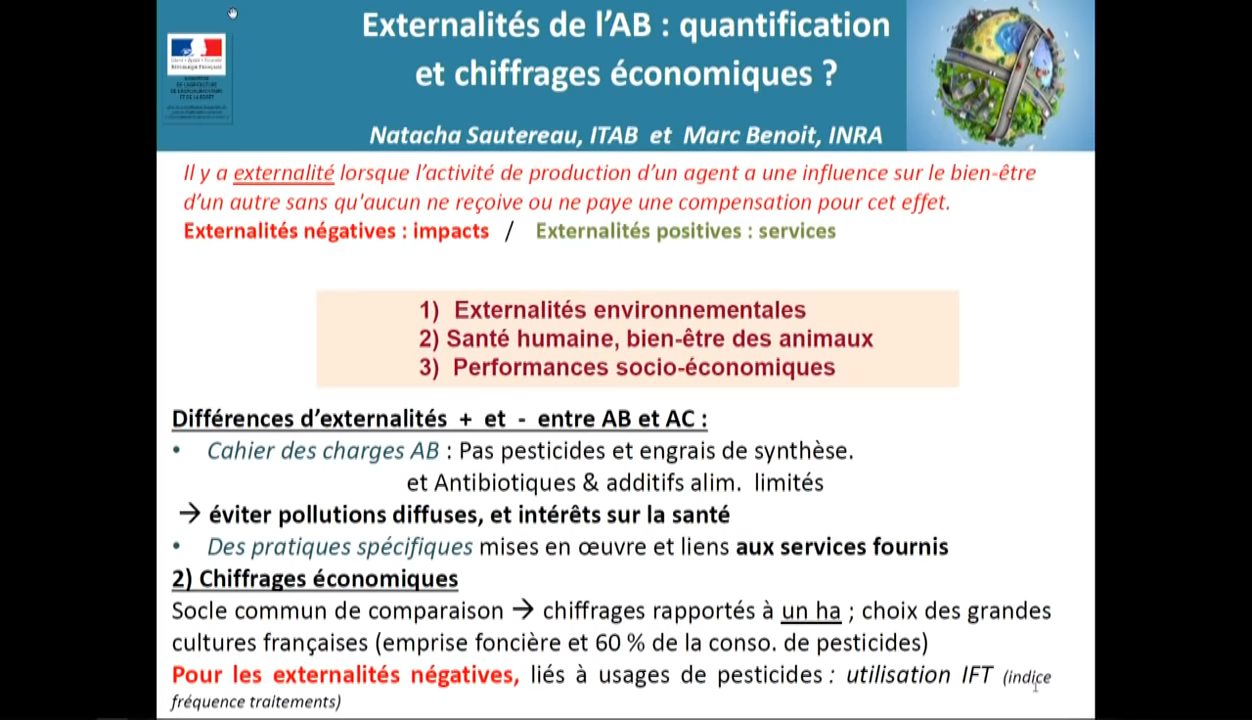 Externalités de l'AB : quantification
et chiffrages économiques ?
RÉPUBLIQUE FRANÇAISE
Natacha Sautereau, ITAB et Marc Benoit, INRA
Il y a externalité lorsque l'activité de production d'un agent a une influence sur le bien-être
d'un autre sans qu'aucun ne reçoive ou ne paye une compensation pour cet effet.
Externalités négatives : impacts / Externalités positives : services
1) Externalités environnementales
2) Santé humaine, bien-être des animaux
3) Performances socio-économiques
Différences d'externalités + et - entre AB et AC :
• Cahier des charges AB : Pas pesticides et engrais de synthèse.
et Antibiotiques & additifs alim. limités
→ éviter pollutions diffuses, et intérêts sur la santé
• Des pratiques spécifiques mises en œuvre et liens aux services fournis
2) Chiffrages économiques
Socle commun de comparaison → chiffrages rapportés à un ha ; choix des grandes
cultures françaises (emprise foncière et 60 % de la conso. de pesticides)
Pour les externalités négatives, liés à usages de pesticides : utilisation IFT (indice
fréquence traitements)